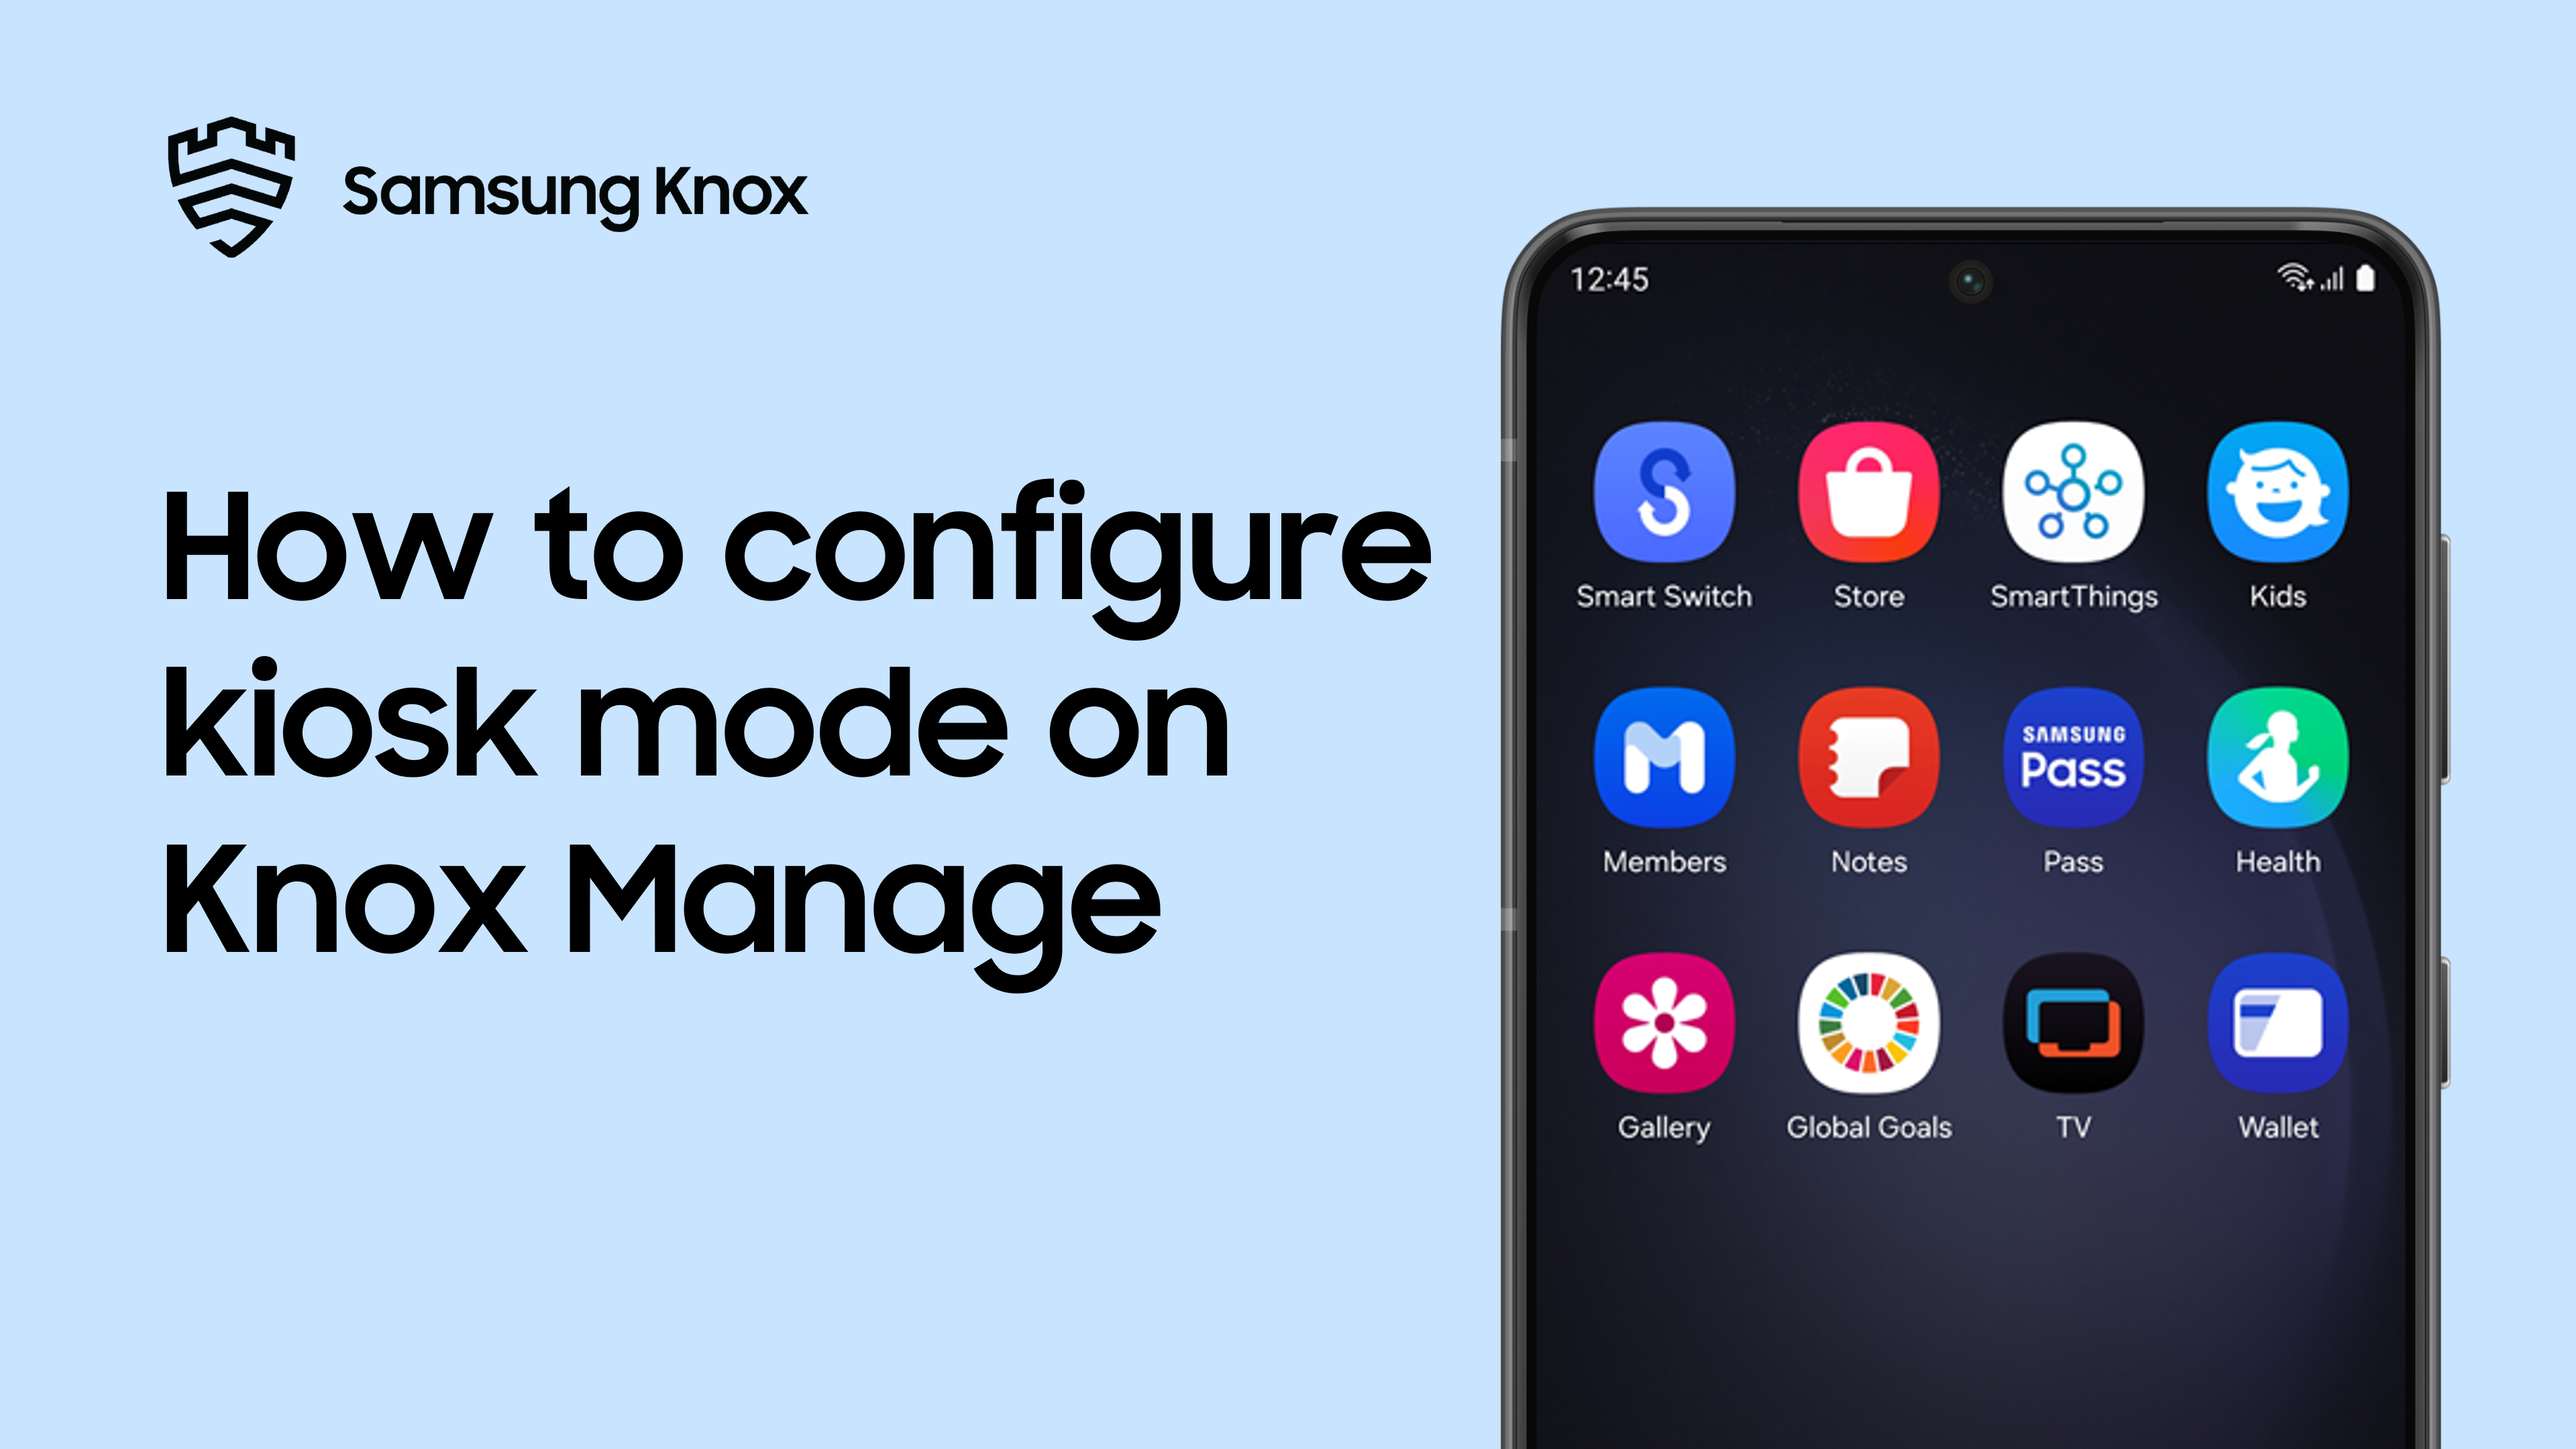 Samsung Knox
How to configure
kiosk mode on
Knox Manage
12:45
Smart Switch
Store
SmartThings
Kids
SAMSUNG
Pass
Members
Notes
Pass
Health
Gallery
Global Goals
TV
Wallet